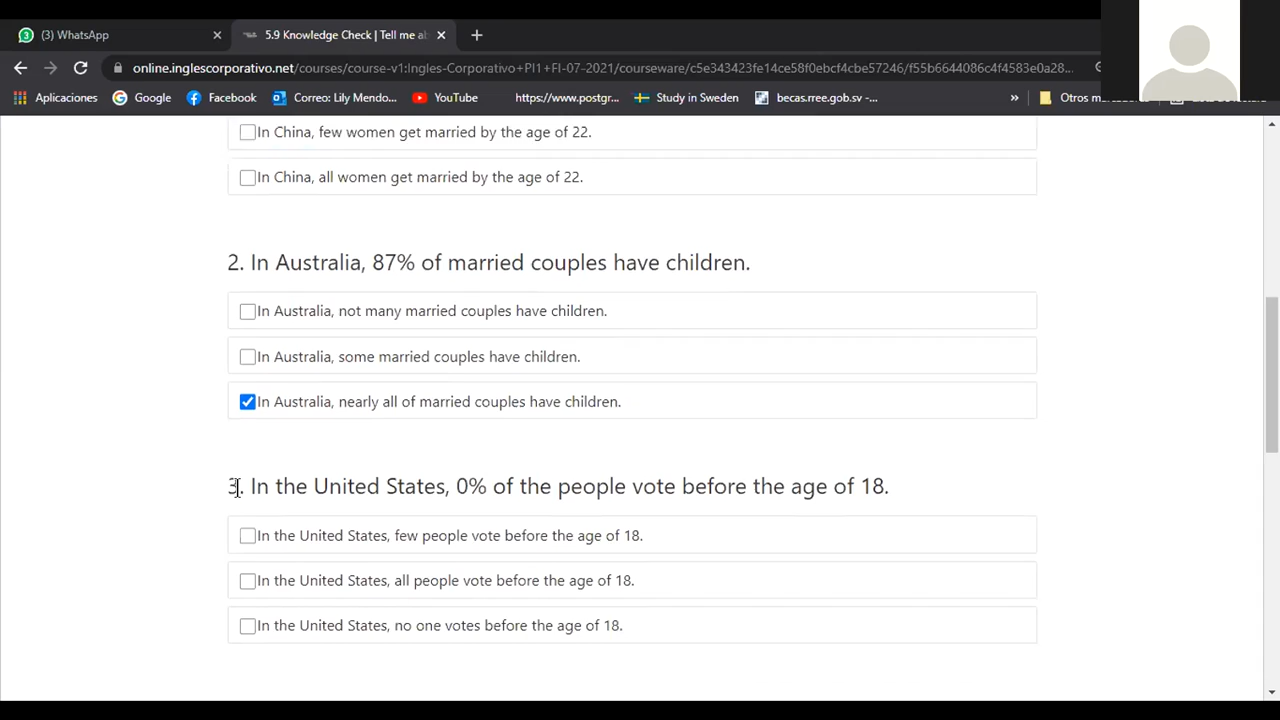 (3) WhatsApp
5.9 Knowledge Check | Tell me ab
online.inglescorporativo.net/courses/course-v1:Ingles-Corporativo+PI1+FI-07-2021/courseware/c5e343423fe14ce58f0ebcf4cbe57246/f55b6644086c4f4583e0a28...
Aplicaciones Google Facebook Correo: Lily Mendo... YouTube https://www.postgr... Study in Sweden becas.rree.gob.sv -... » Otros
In China, few women get married by the age of 22.
In China, all women get married by the age of 22.
2. In Australia, 87% of married couples have children.
In Australia, not many married couples have children.
In Australia, some married couples have children.
In Australia, nearly all of married couples have children.
3. In the United States, 0% of the people vote before the age of 18.
In the United States, few people vote before the age of 18.
In the United States, all people vote before the age of 18.
In the United States, no one votes before the age of 18.